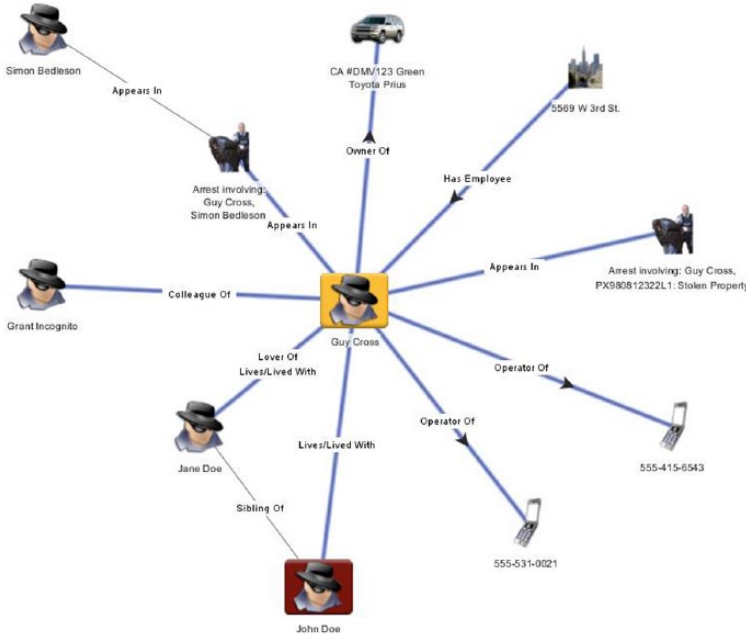 Simon Bedleson
CA #DMV123 Green
Toyota Prius
5569 W 3rd St.
Appears In
Owner Of
Has Employee
Arrest involving:
Guy Cross,
Simon Bedleson
Appears In
Appears In
Arrest involving: Guy Cross,
PX980812322L1: Stolen Property
Colleague Of
Grant Incognito
Guy Cross
Lover Of
Lives/Lived With
Operator Of
Operator Of
Lives/Lived With
Jane Doe
555-415-6543
Sibling Of
555-531-0021
John Doe